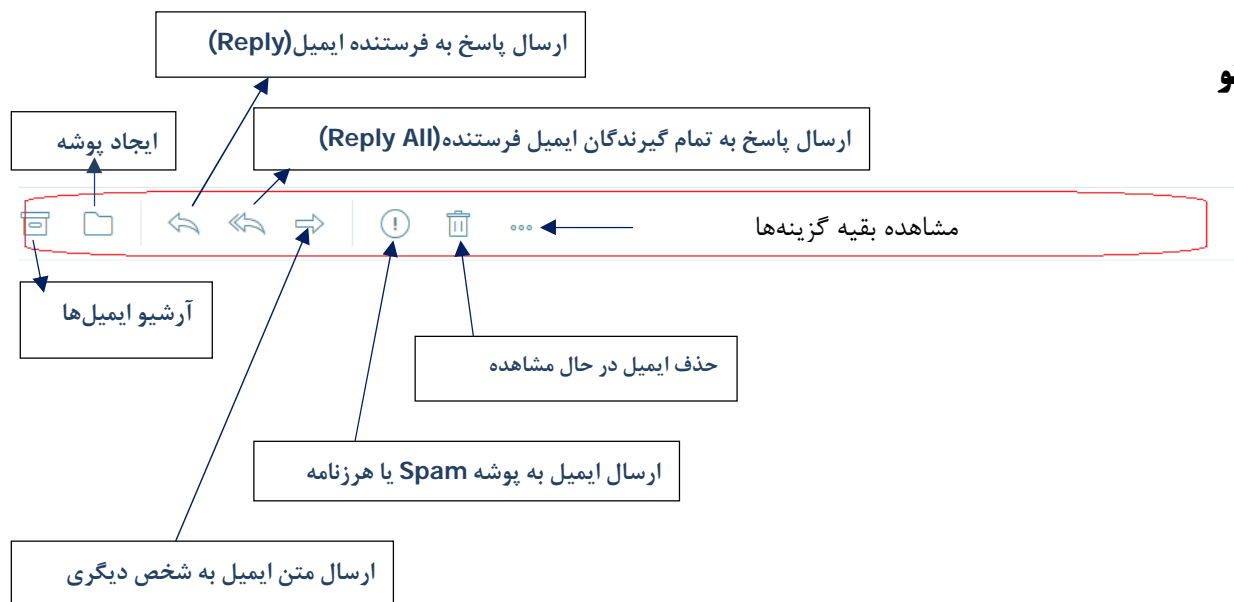 ارسال پاسخ به فرستنده ایمیل(Reply)
ایجاد پوشه
ارسال پاسخ به تمام گیرندگان ایمیل فرستنده(Reply All)
مشاهده بقیه گزینه‌ها
آرشیو ایمیل‌ها
حذف ایمیل در حال مشاهده
ارسال ایمیل به پوشه Spam یا هرزنامه
ارسال متن ایمیل به شخص دیگری